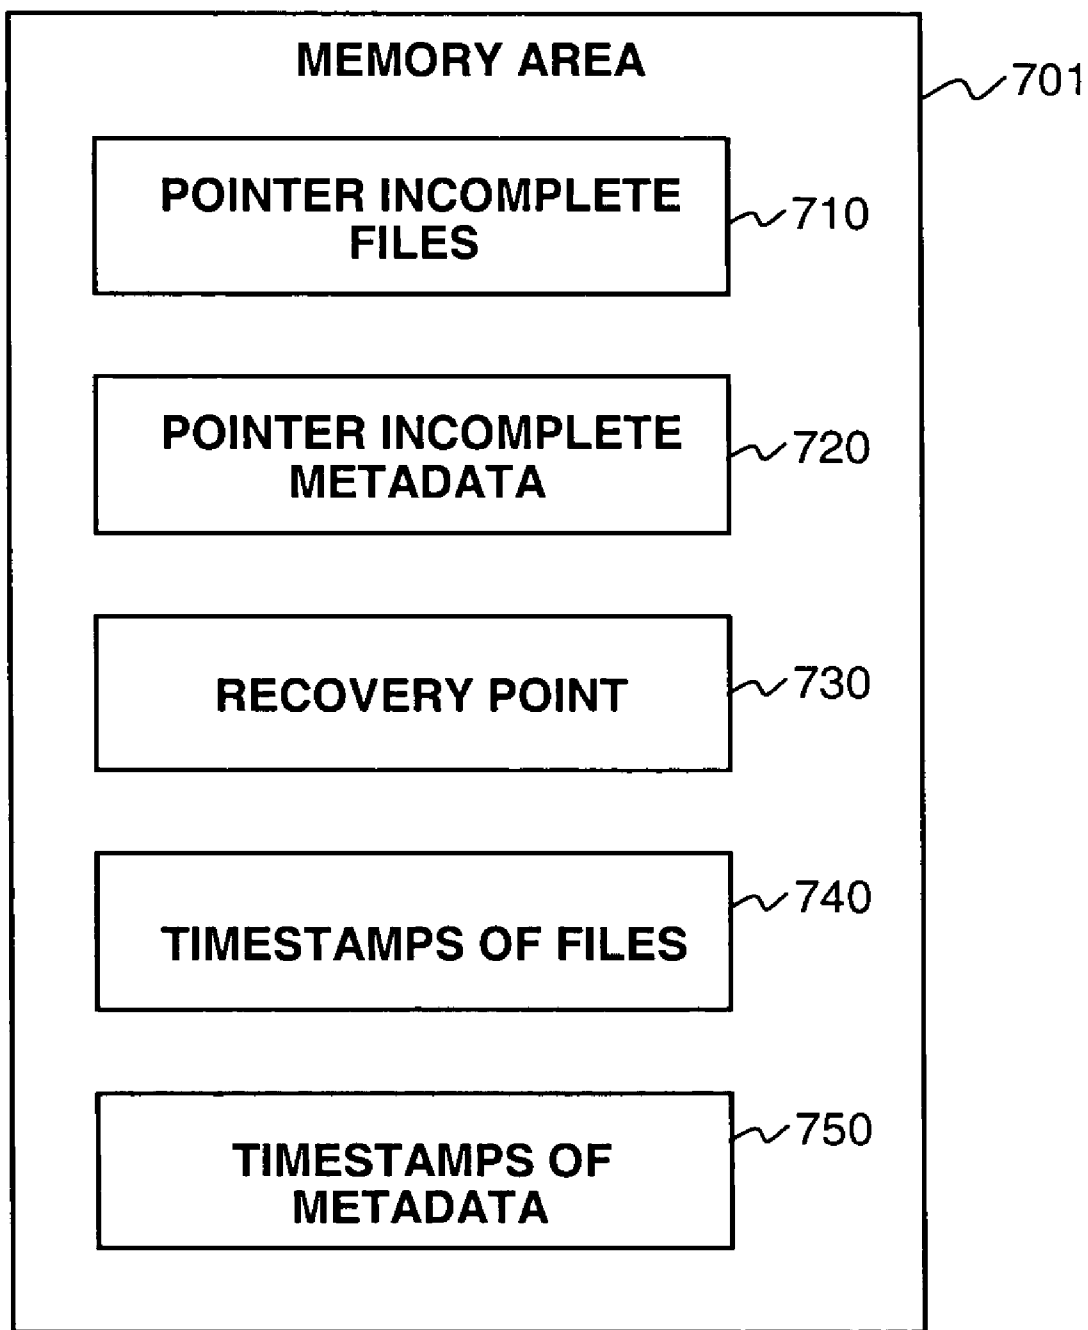 MEMORY AREA
701
POINTER INCOMPLETE
FILES
710
POINTER INCOMPLETE
METADATA
720
RECOVERY POINT
730
TIMESTAMPS OF FILES
740
TIMESTAMPS OF
METADATA
750